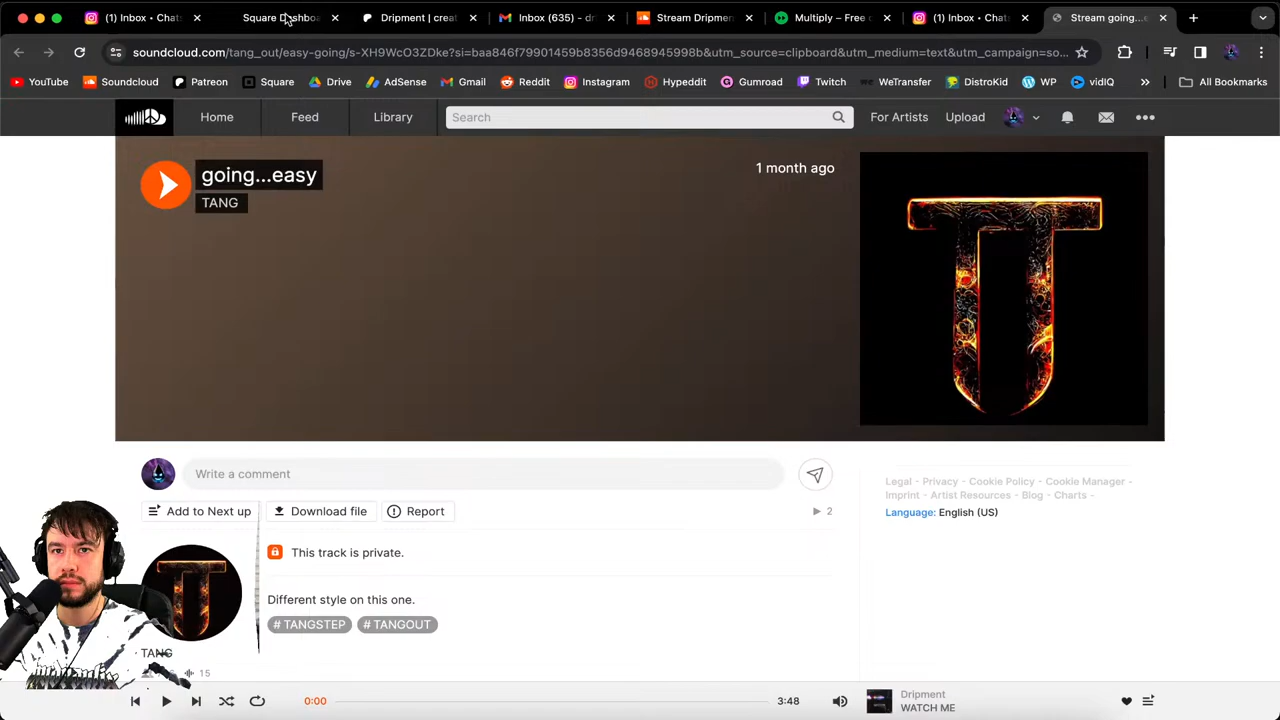 (1) Inbox • Chats
Square Dashboa
Dripment | creat
Inbox (635) - dr
Stream Dripmen
Multiply – Free c
(1) Inbox • Chats
Stream going...e
soundcloud.com/tang_out/easy-going/s-XH9WcO3ZDke?si=baa846f79901459b8356d9468945998b&utm_source=clipboard&utm_medium=text&utm_campaign=so...
YouTube Soundcloud Patreon Square Drive AdSense Gmail Reddit Instagram Hypeddit Gumroad Twitch WeTransfer DistroKid WP vidIQ » All Bookmarks
Home Feed Library Search For Artists Upload
going...easy
1 month ago
TANG
Write a comment
Add to Next up Download file Report 2
This track is private.
Different style on this one.
# TANGSTEP # TANGOUT
TANG
15
Legal - Privacy - Cookie Policy - Cookie Manager -
Imprint - Artist Resources - Blog - Charts -
Language: English (US)
0:00 3:48
Dripment
WATCH ME